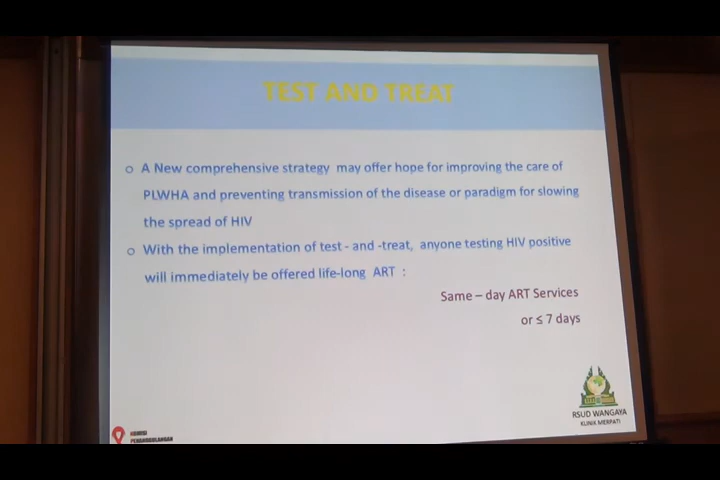 TEST AND TREAT
o A New comprehensive strategy may offer hope for improving the care of
PLWHA and preventing transmission of the disease or paradigm for slowing
the spread of HIV
o With the implementation of test - and -treat, anyone testing HIV positive
will immediately be offered life-long ART :
Same – day ART Services
or ≤ 7 days
RSUD WANGAYA
KLINIK MERPATI
KOMISI
PENANGGULANGAN